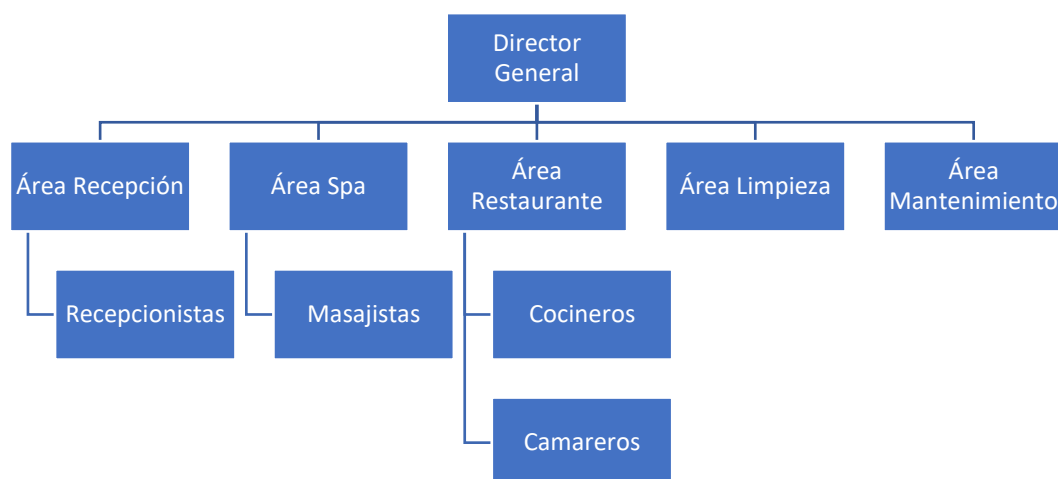 Director
General
Área Recepción
Área Spa
Área
Restaurante
Área Limpieza
Área
Mantenimiento
Recepcionistas
Masajistas
Cocineros
Camareros